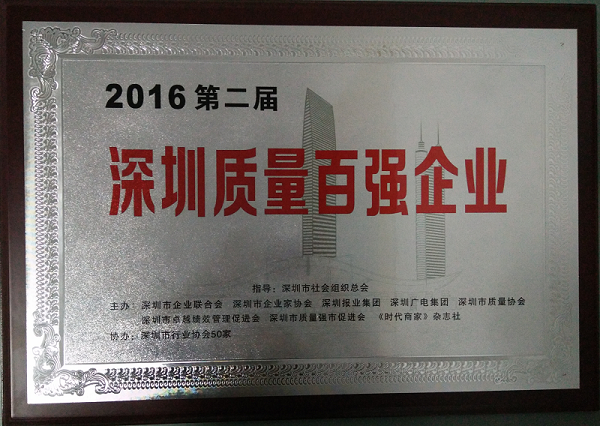 2016 第二届
深圳质量百强企业
指导：深圳市社会组织总会
主办：深圳市企业联合会 深圳市企业家协会 深圳报业集团 深圳广电集团 深圳市质量协会
深圳市卓越绩效管理促进会 深圳市质量强市促进会 《时代商家》杂志社
协办：深圳市行业协会50家